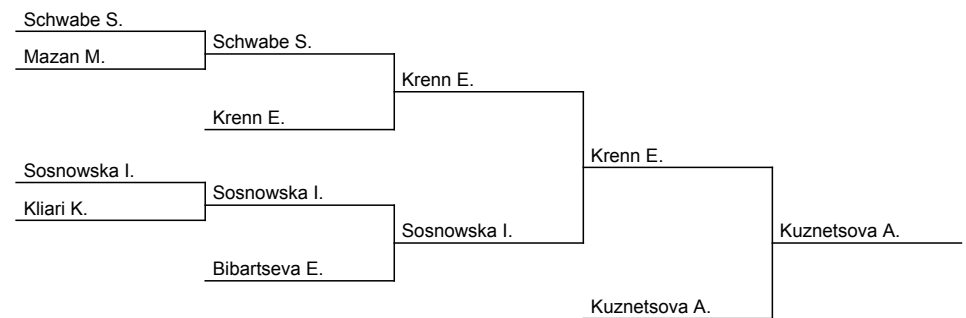 Schwabe S.
Mazan M.
Schwabe S.
Krenn E.
Krenn E.
Sosnowska I.
Kliari K.
Sosnowska I.
Bibartseva E.
Sosnowska I.
Krenn E.
Kuznetsova A.
Kuznetsova A.